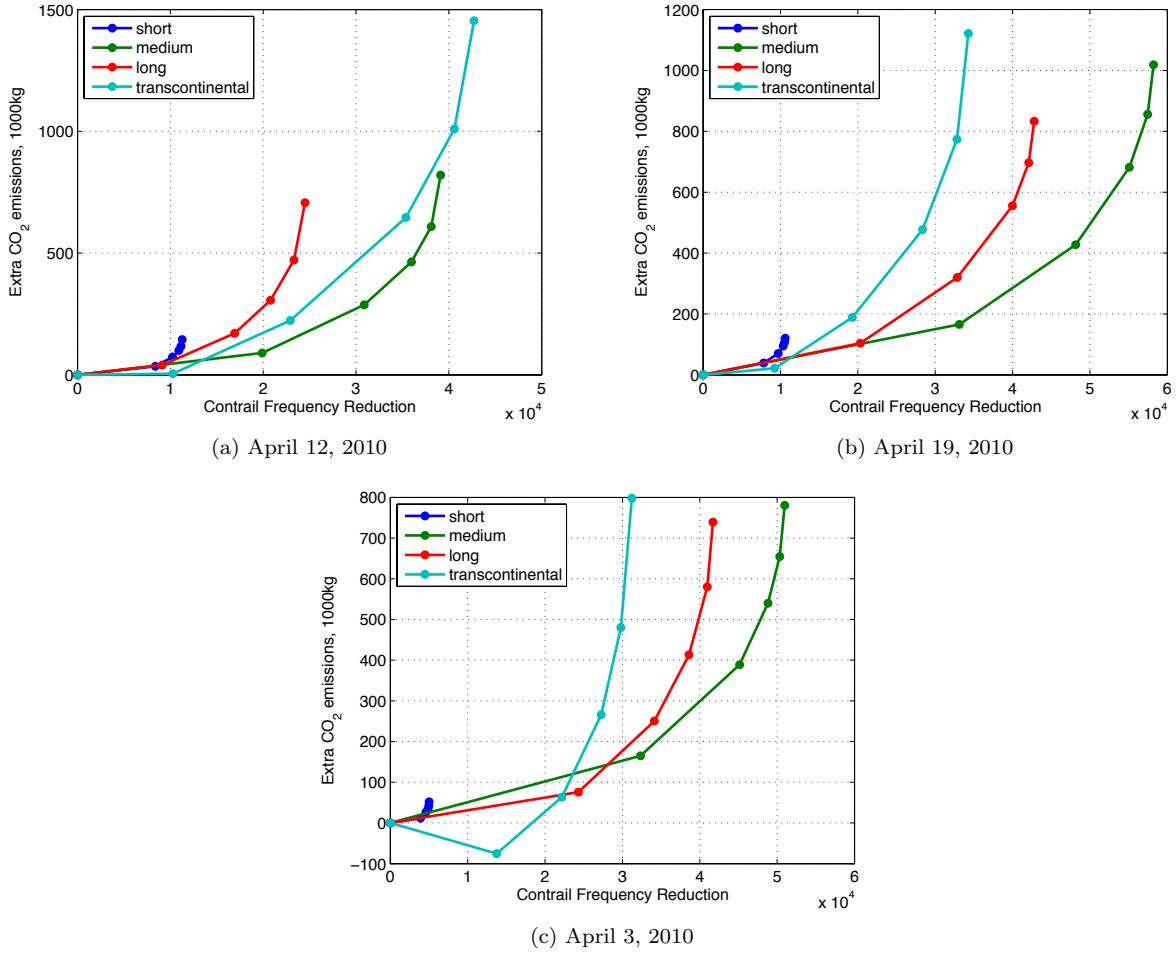 1500
1000
500
0
Extra CO2 emissions, 1000kg
short
medium
long
transcontinental
0 1 2 3 4 5
x 10^4
Contrail Frequency Reduction
(a) April 12, 2010
1200
1000
800
600
400
200
0
Extra CO2 emissions, 1000kg
short
medium
long
transcontinental
0 1 2 3 4 5 6
x 10^4
Contrail Frequency Reduction
(b) April 19, 2010
800
700
600
500
400
300
200
100
0
−100
Extra CO2 emissions, 1000kg
short
medium
long
transcontinental
0 1 2 3 4 5 6
x 10^4
Contrail Frequency Reduction
(c) April 3, 2010